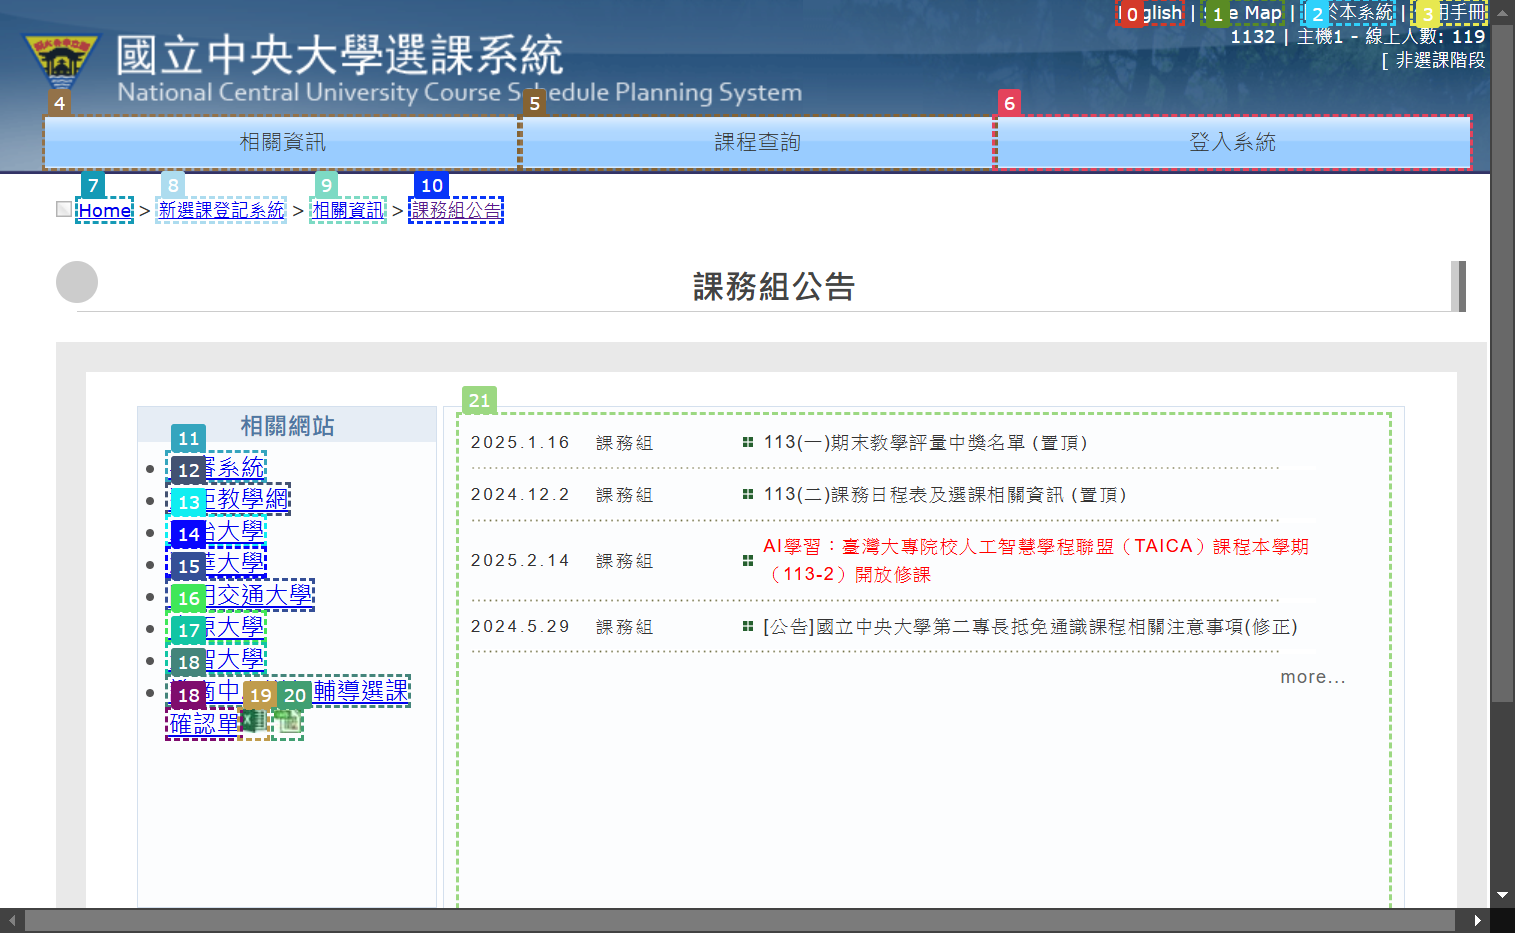 English | Site Map | 於本系統 | 用手冊
1132 | 主機1 - 線上人數: 119
[ 非選課階段
國立中央大學選課系統
National Central University Course Schedule Planning System
0
1
2
3
4
5
6
相關資訊
課程查詢
登入系統
7
8
9
10
Home > 新選課登記系統 > 相關資訊 > 課務組公告
課務組公告
相關網站
11
審系統
12
教學網
13
大學
14
大學
15
交通大學
16
大學
17
大學
18
輔導選課
18
19
20
確認單
21
2025.1.16 課務組 113(一)期末教學評量中獎名單 (置頂)
2024.12.2 課務組 113(二)課務日程表及選課相關資訊 (置頂)
2025.2.14 課務組 AI學習：臺灣大專院校人工智慧學程聯盟（TAICA）課程本學期
（113-2）開放修課
2024.5.29 課務組 [公告]國立中央大學第二專長抵免通識課程相關注意事項(修正)
more...